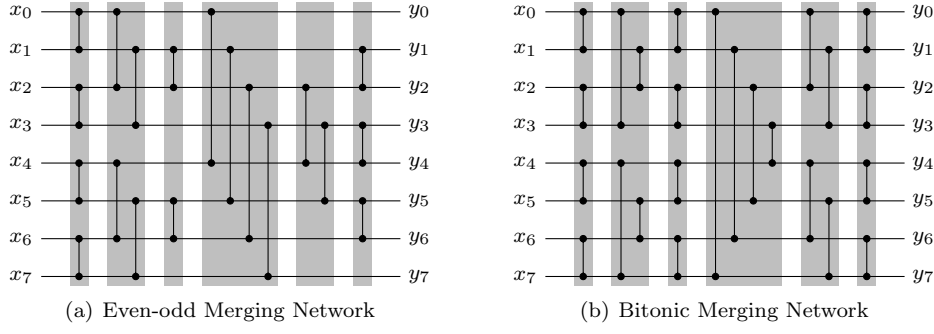 x0 y0 x0 y0
x1 y1 x1 y1
x2 y2 x2 y2
x3 y3 x3 y3
x4 y4 x4 y4
x5 y5 x5 y5
x6 y6 x6 y6
x7 y7 x7 y7
(a) Even-odd Merging Network (b) Bitonic Merging Network